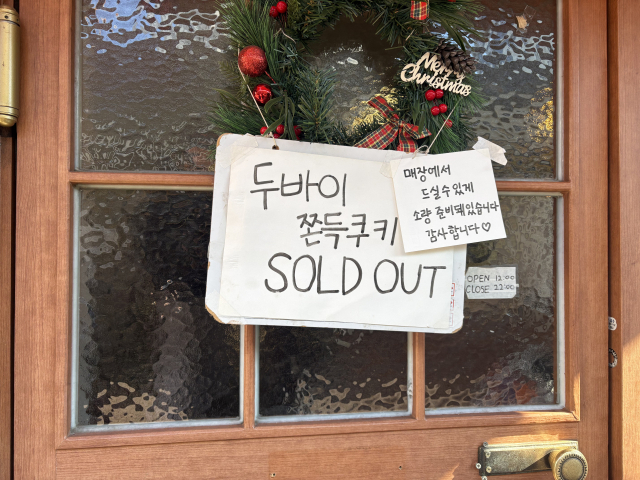 Merry
Christmas
두바이
쫀득쿠키
SOLD OUT
매장에서
드실수있게
소량 준비돼있습니다
감사합니다♡
OPEN 12:00
CLOSE 22:00